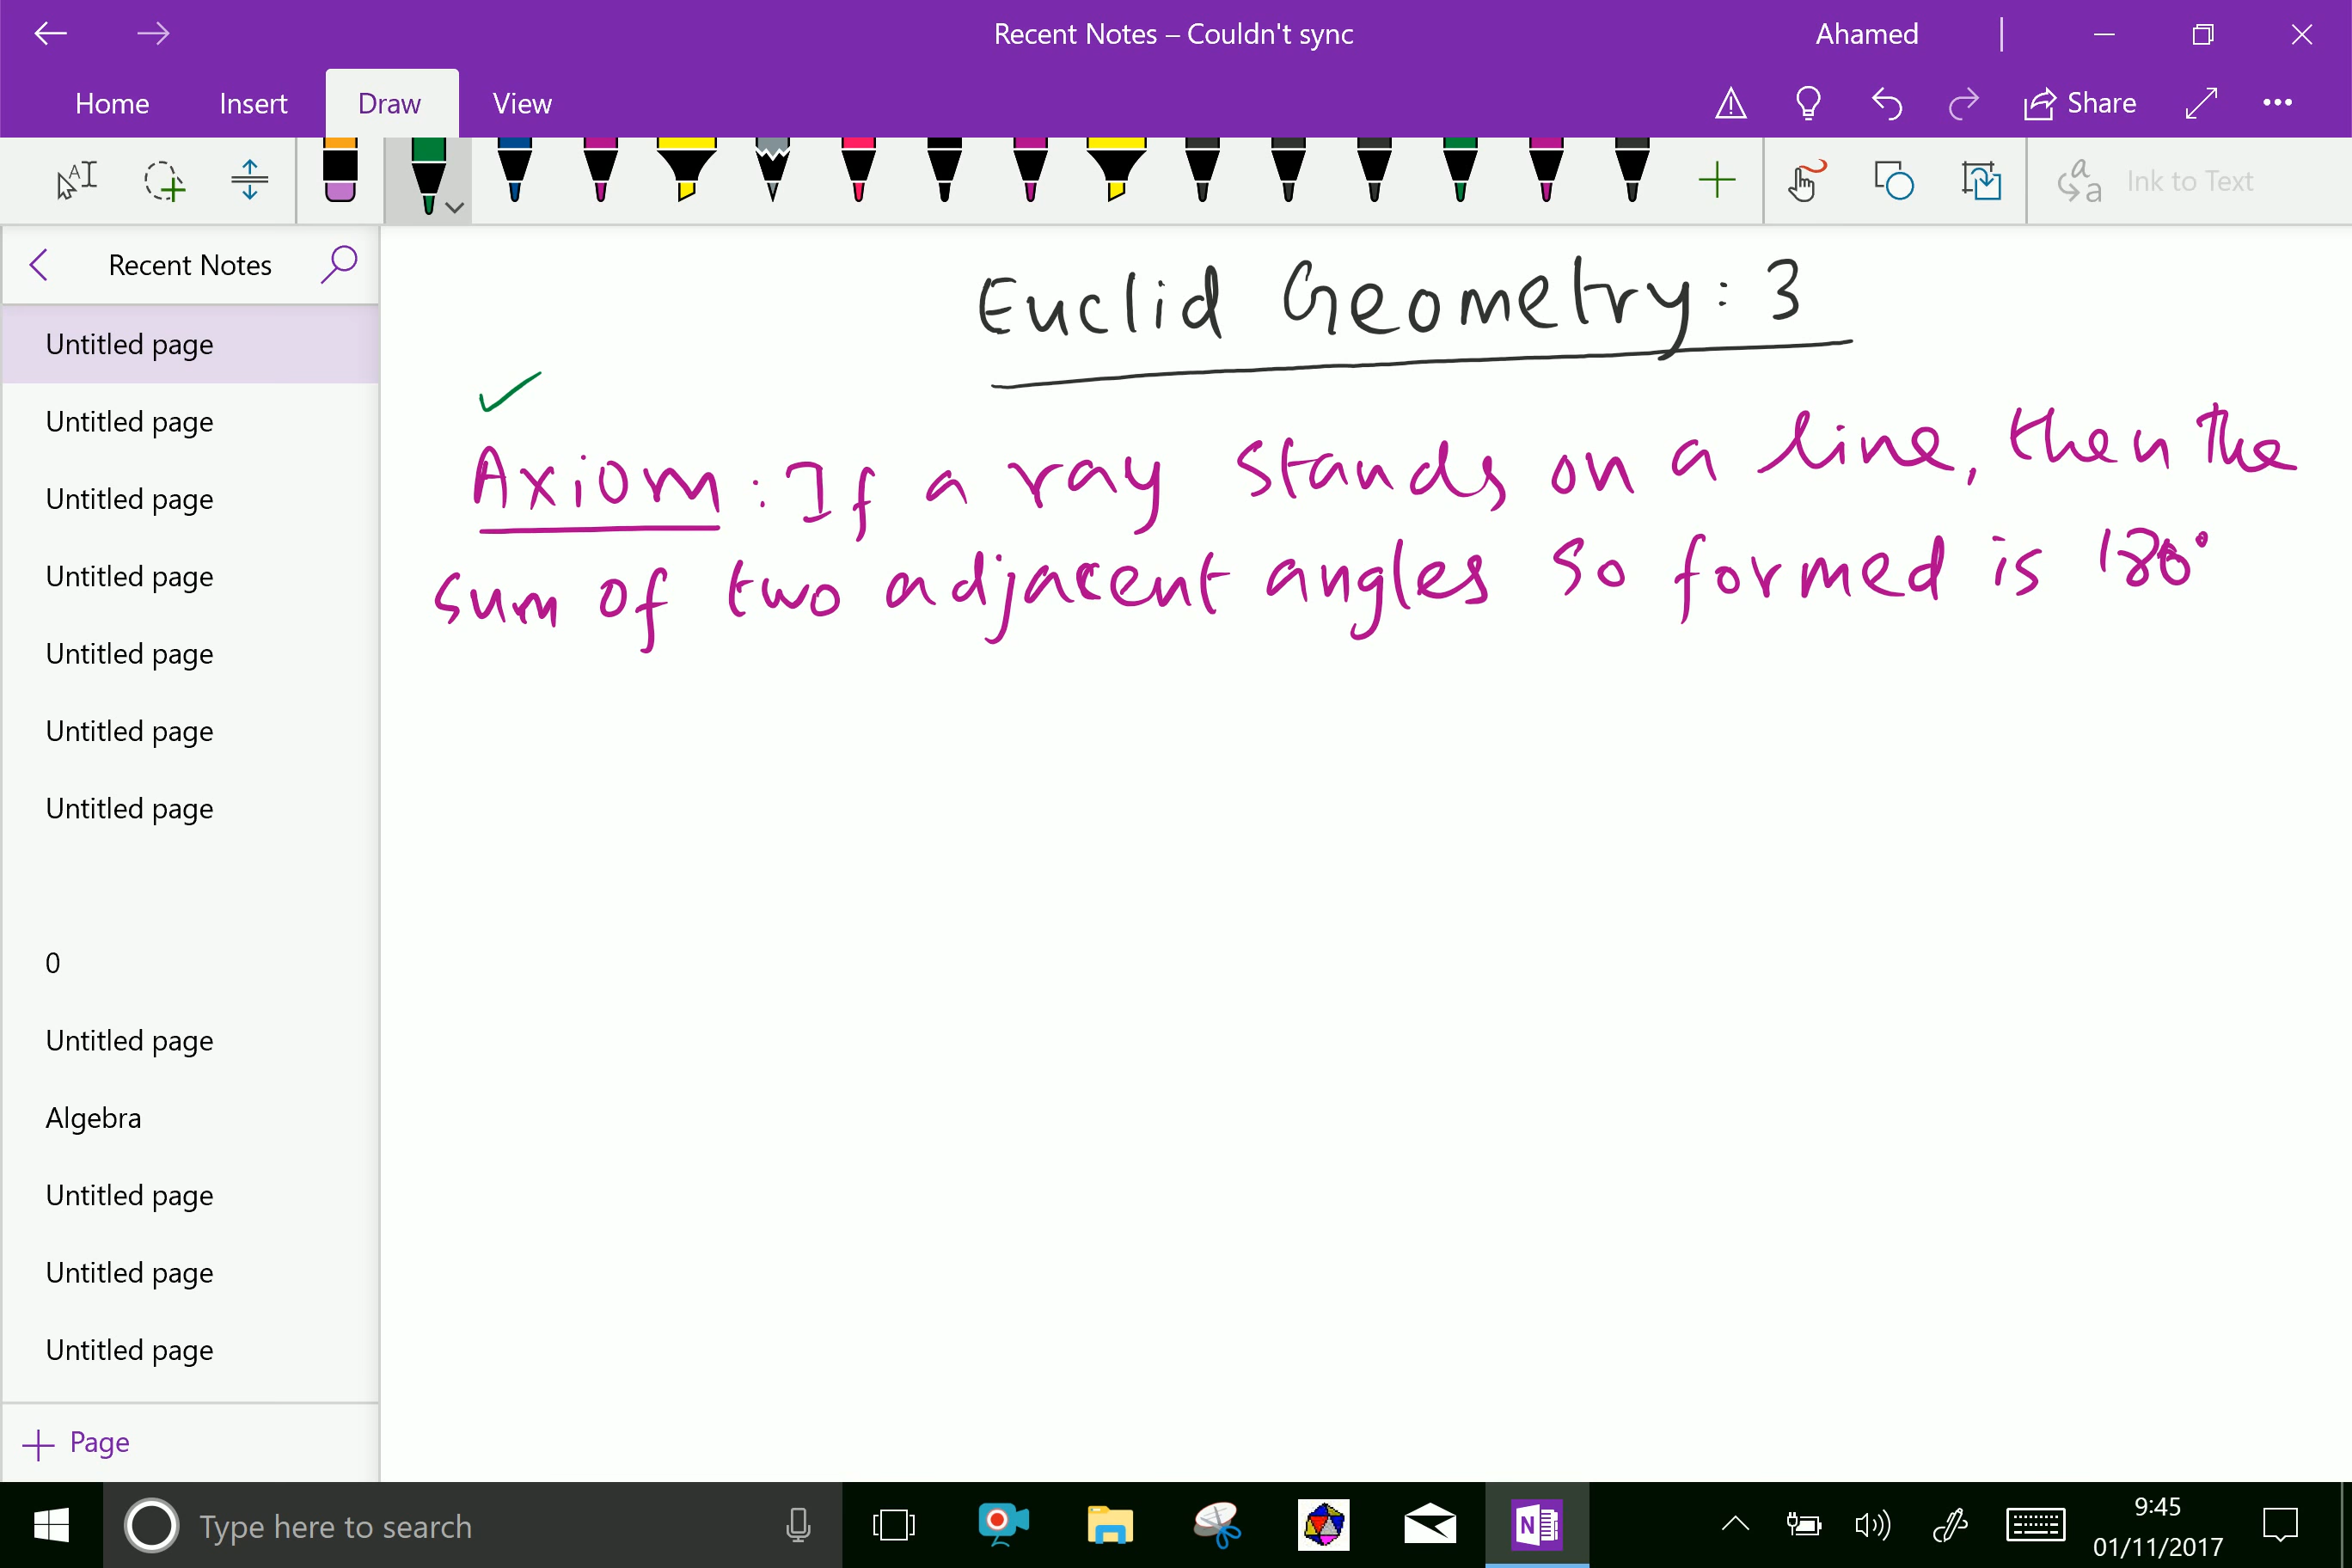 Recent Notes – Couldn't sync
Ahamed
Home Insert Draw View
Share
Ink to Text
Recent Notes
Untitled page
Untitled page
Untitled page
Untitled page
Untitled page
Untitled page
Untitled page
0
Untitled page
Algebra
Untitled page
Untitled page
Untitled page
Page
Euclid Geometry: 3
Axiom: If a ray stands on a line, then the
sum of two adjacent angles so formed is 180°
Type here to search
9:45
01/11/2017